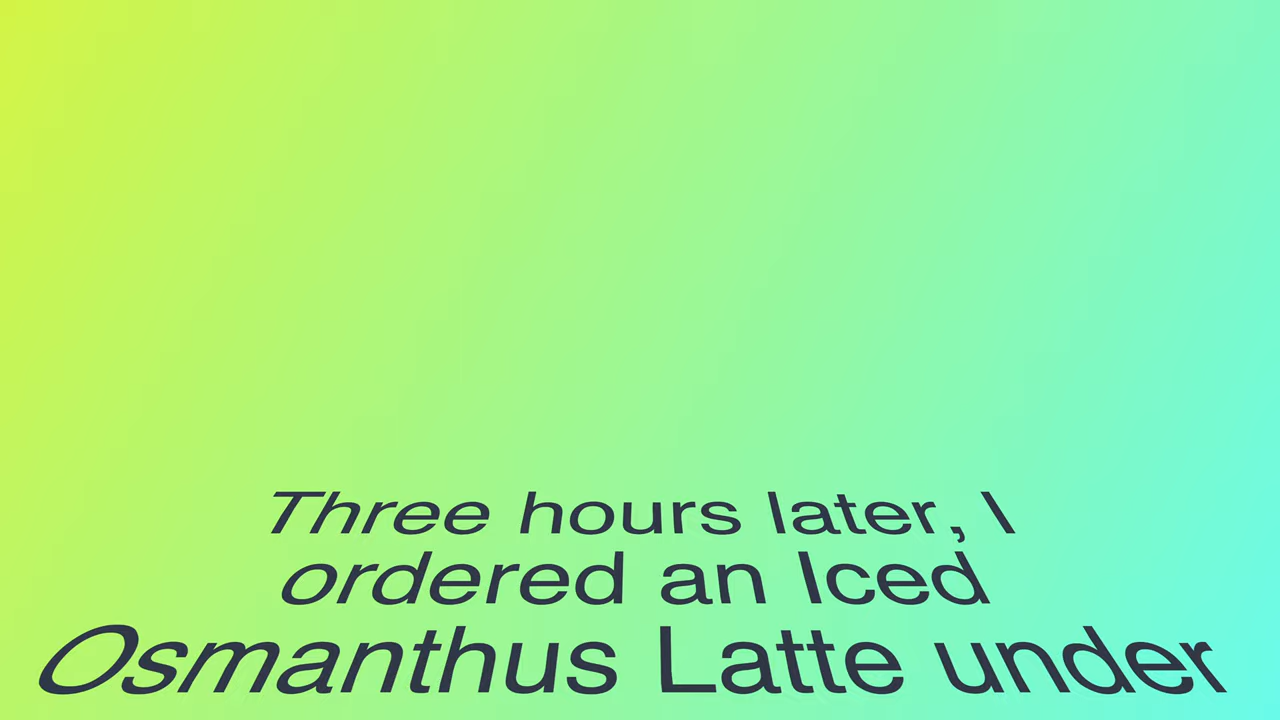 Three hours later, I
ordered an Iced
Osmanthus Latte under